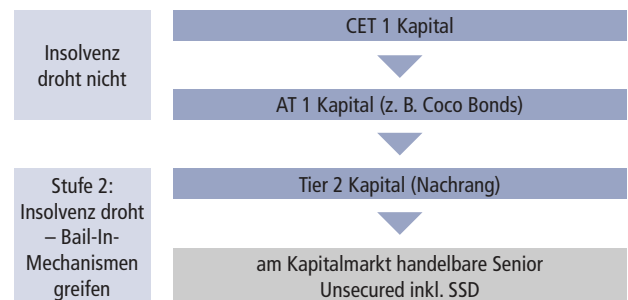 Insolvenz
droht nicht
CET 1 Kapital
AT 1 Kapital (z. B. Coco Bonds)
Stufe 2:
Insolvenz droht
– Bail-In-
Mechanismen
greifen
Tier 2 Kapital (Nachrang)
am Kapitalmarkt handelbare Senior
Unsecured inkl. SSD